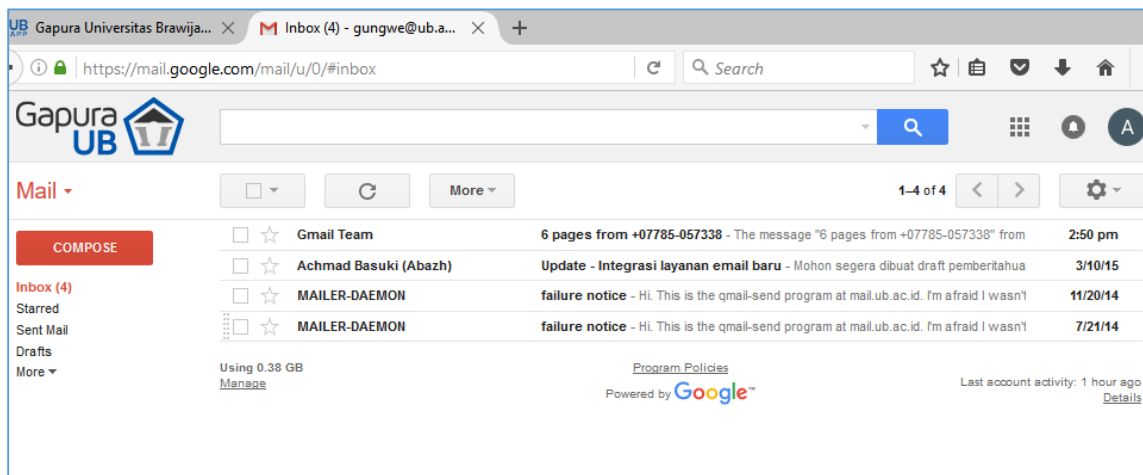 UB APP Gapura Universitas Brawija... Inbox (4) - gungwe@ub.a...
https://mail.google.com/mail/u/0/#inbox Search
Gapura UB A
Mail More 1–4 of 4
COMPOSE
Inbox (4)
Starred
Sent Mail
Drafts
More
Gmail Team 6 pages from +07785-057338 - The message "6 pages from +07785-057338" from 2:50 pm
Achmad Basuki (Abazh) Update - Integrasi layanan email baru - Mohon segera dibuat draft pemberitahua 3/10/15
MAILER-DAEMON failure notice - Hi. This is the qmail-send program at mail.ub.ac.id. I'm afraid I wasn't 11/20/14
MAILER-DAEMON failure notice - Hi. This is the qmail-send program at mail.ub.ac.id. I'm afraid I wasn't 7/21/14
Using 0.38 GB
Manage
Program Policies
Powered by Google™
Last account activity: 1 hour ago
Details